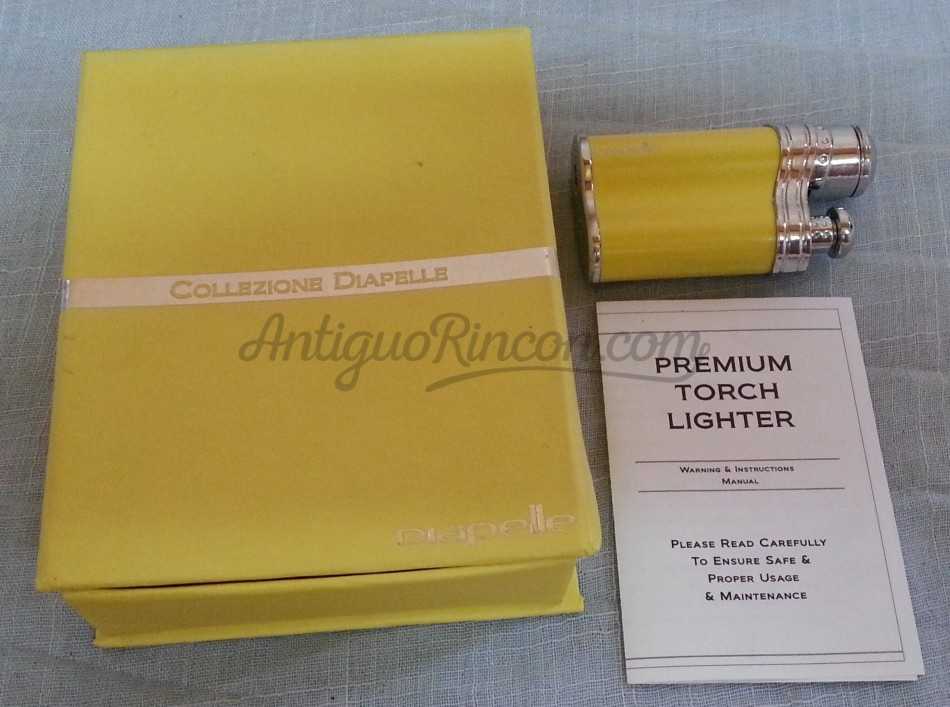 COLLEZIONE DIAPELLE
AntiguoRincon.com
Diapelle
PREMIUM
TORCH
LIGHTER
WARNING & INSTRUCTIONS
MANUAL
PLEASE READ CAREFULLY
TO ENSURE SAFE &
PROPER USAGE
& MAINTENANCE